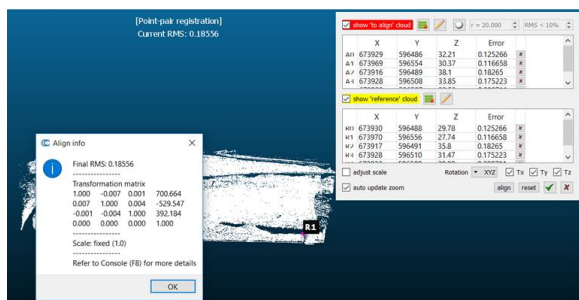 [Point-pair registration]
Current RMS: 0.18556
show 'to align' cloud
r = 20.000
RMS < 10%
X Y Z Error
A0 673929 596486 32.21 0.125266
A1 673969 596554 30.37 0.116658
A2 673916 596489 38.1 0.18265
A3 673928 596508 33.85 0.175223
show 'reference' cloud
X Y Z Error
R0 673930 596488 29.78 0.125266
R1 673970 596556 27.74 0.116658
R2 673917 596491 35.8 0.18265
R3 673928 596510 31.47 0.175223
adjust scale Rotation XYZ Tx Ty Tz
auto update zoom align reset
R1
Align info
Final RMS: 0.18556
----------------
Transformation matrix
1.000 -0.007 0.001 700.664
0.007 1.000 0.004 -529.547
-0.001 -0.004 1.000 392.184
0.000 0.000 0.000 1.000
----------------
Scale: fixed (1.0)
----------------
Refer to Console (F8) for more details
OK